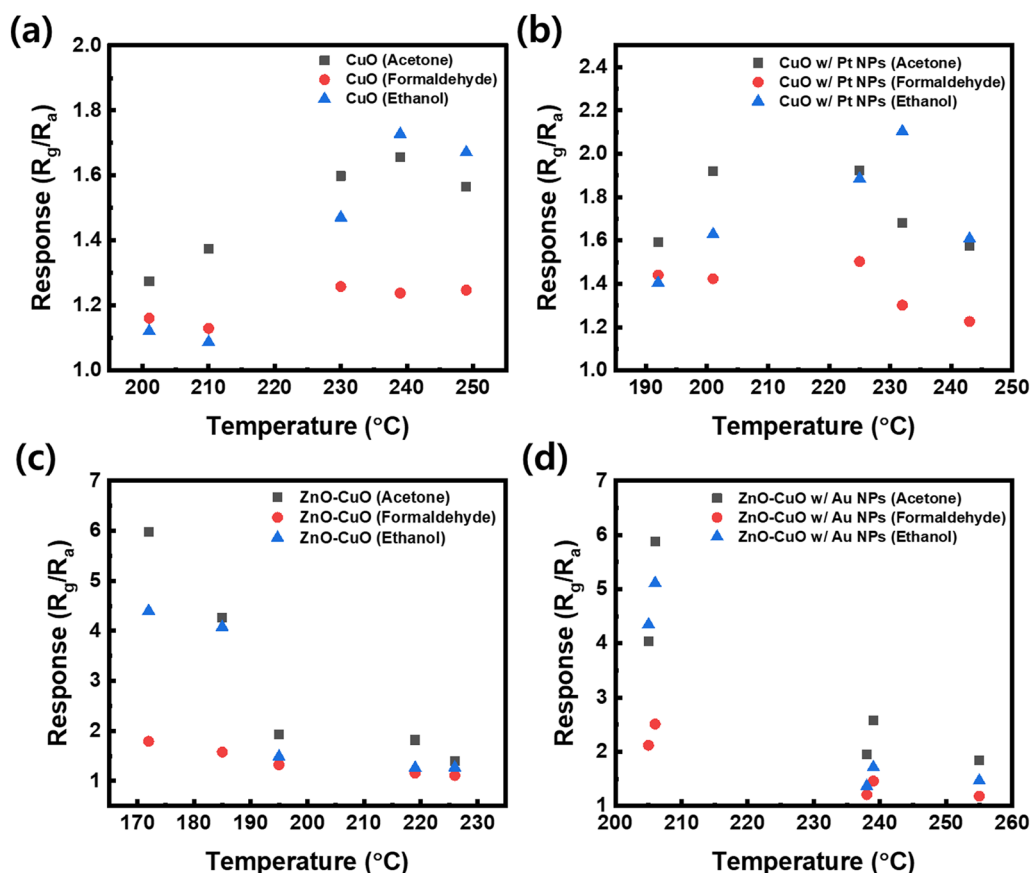 (a)
2.0
1.8
1.6
1.4
1.2
1.0
Response (Rg/Ra)
CuO (Acetone)
CuO (Formaldehyde)
CuO (Ethanol)
200 210 220 230 240 250
Temperature (°C)
(b)
2.4
2.2
2.0
1.8
1.6
1.4
1.2
1.0
Response (Rg/Ra)
CuO w/ Pt NPs (Acetone)
CuO w/ Pt NPs (Formaldehyde)
CuO w/ Pt NPs (Ethanol)
190 200 210 220 230 240 250
Temperature (°C)
(c)
7
6
5
4
3
2
1
Response (Rg/Ra)
ZnO-CuO (Acetone)
ZnO-CuO (Formaldehyde)
ZnO-CuO (Ethanol)
170 180 190 200 210 220 230
Temperature (°C)
(d)
7
6
5
4
3
2
1
Response (Rg/Ra)
ZnO-CuO w/ Au NPs (Acetone)
ZnO-CuO w/ Au NPs (Formaldehyde)
ZnO-CuO w/ Au NPs (Ethanol)
200 210 220 230 240 250 260
Temperature (°C)